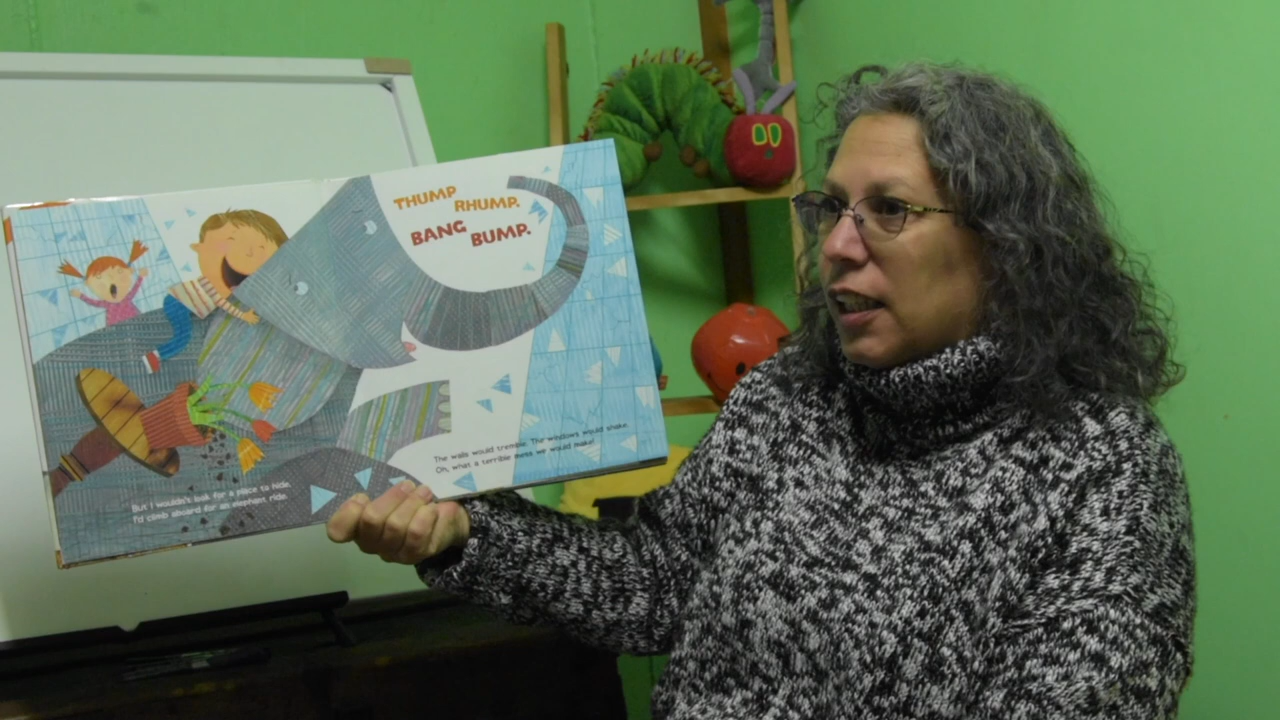 THUMP
RHUMP.
BANG
BUMP.
But I wouldn't look for a place to hide.
I'd climb aboard for an elephant ride.
The walls would tremble. The windows would shake.
Oh, what a terrible mess we would make!